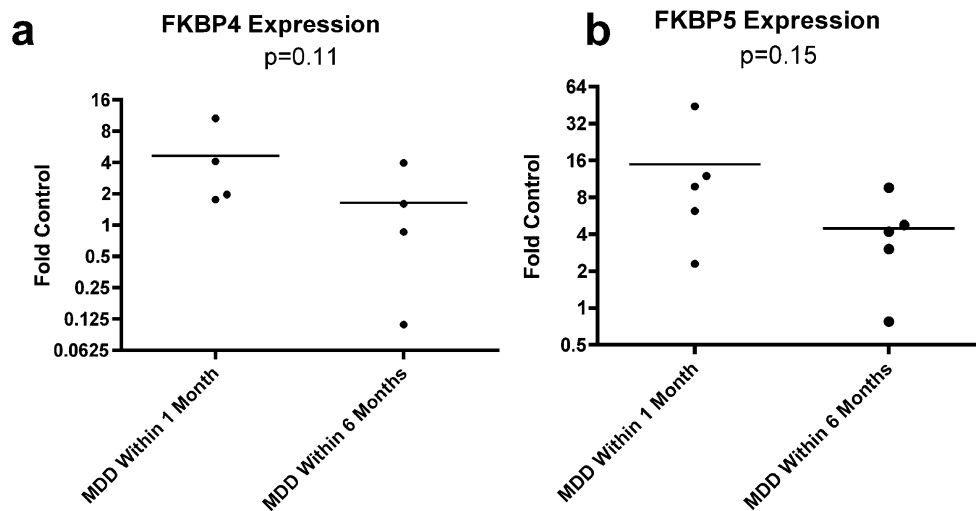 a
FKBP4 Expression
p=0.11
Fold Control
16
8
4
2
1
0.5
0.25
0.125
0.0625
MDD Within 1 Month
MDD Within 6 Months
b
FKBP5 Expression
p=0.15
Fold Control
64
32
16
8
4
2
1
0.5
MDD Within 1 Month
MDD Within 6 Months